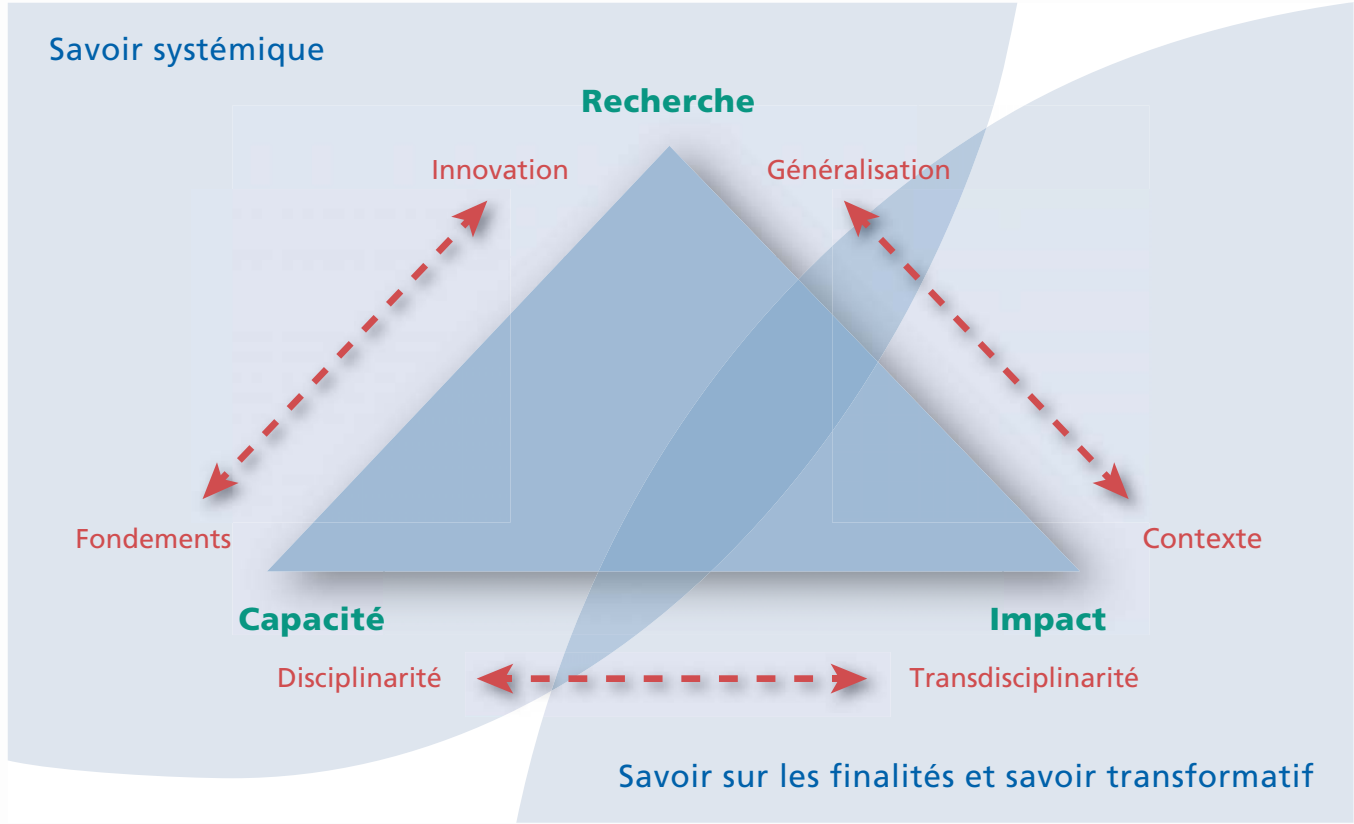 Savoir systémique
Recherche
Innovation
Généralisation
Fondements
Contexte
Capacité
Impact
Disciplinarité
Transdisciplinarité
Savoir sur les finalités et savoir transformatif